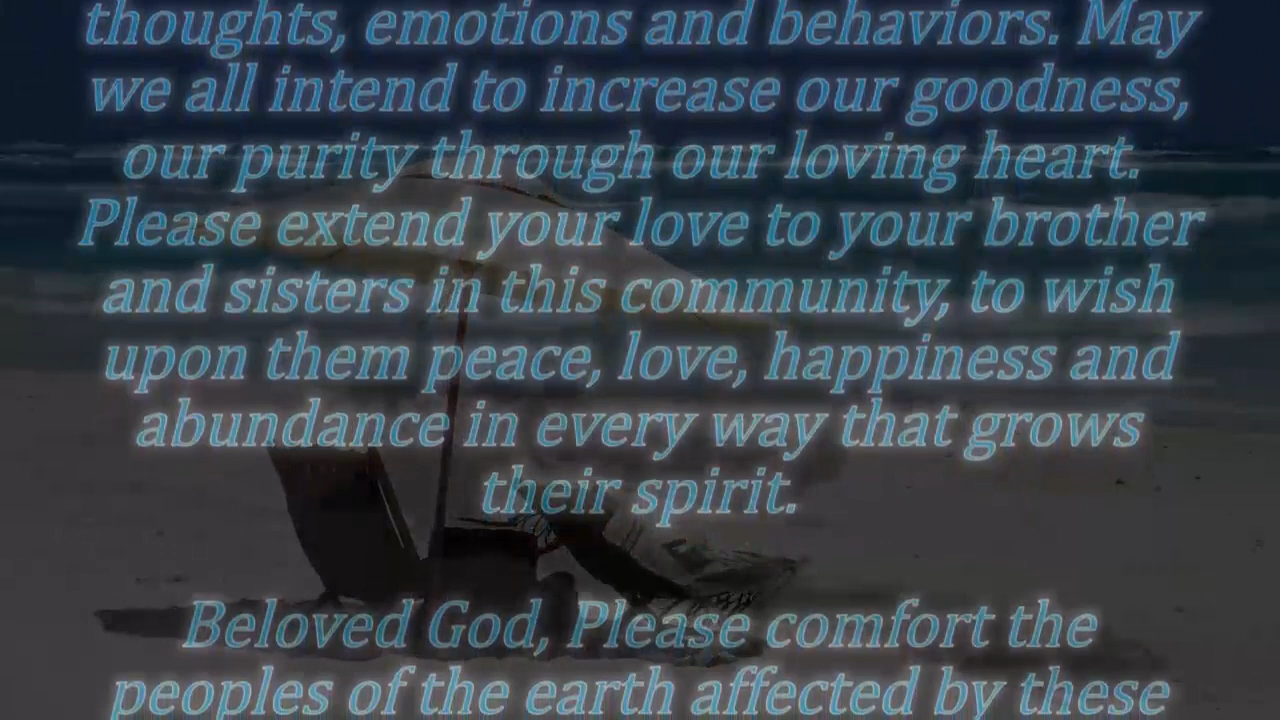 thoughts, emotions and behaviors. May
we all intend to increase our goodness,
our purity through our loving heart.
Please extend your love to your brother
and sisters in this community, to wish
upon them peace, love, happiness and
abundance in every way that grows
their spirit.
Beloved God, Please comfort the
peoples of the earth affected by these